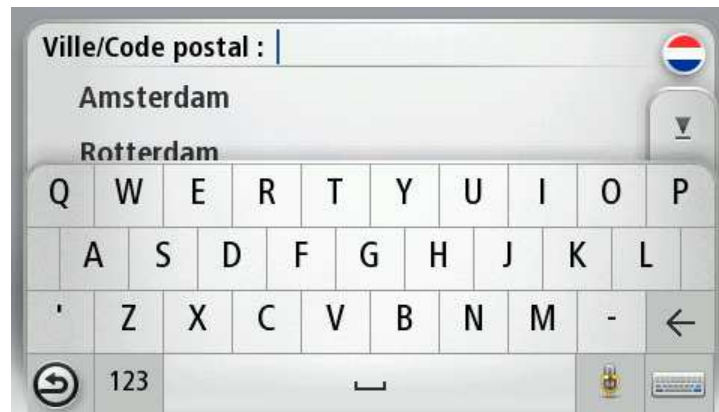 Ville/Code postal :
Amsterdam
Rotterdam
Q W E R T Y U I O P
A S D F G H J K L
' Z X C V B N M -
123